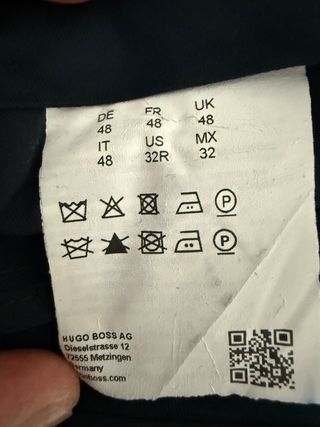 DE FR UK
48 48 48
IT US MX
48 32R 32
P
P
HUGO BOSS AG
Dieselstrasse 12
72555 Metzingen
Germany